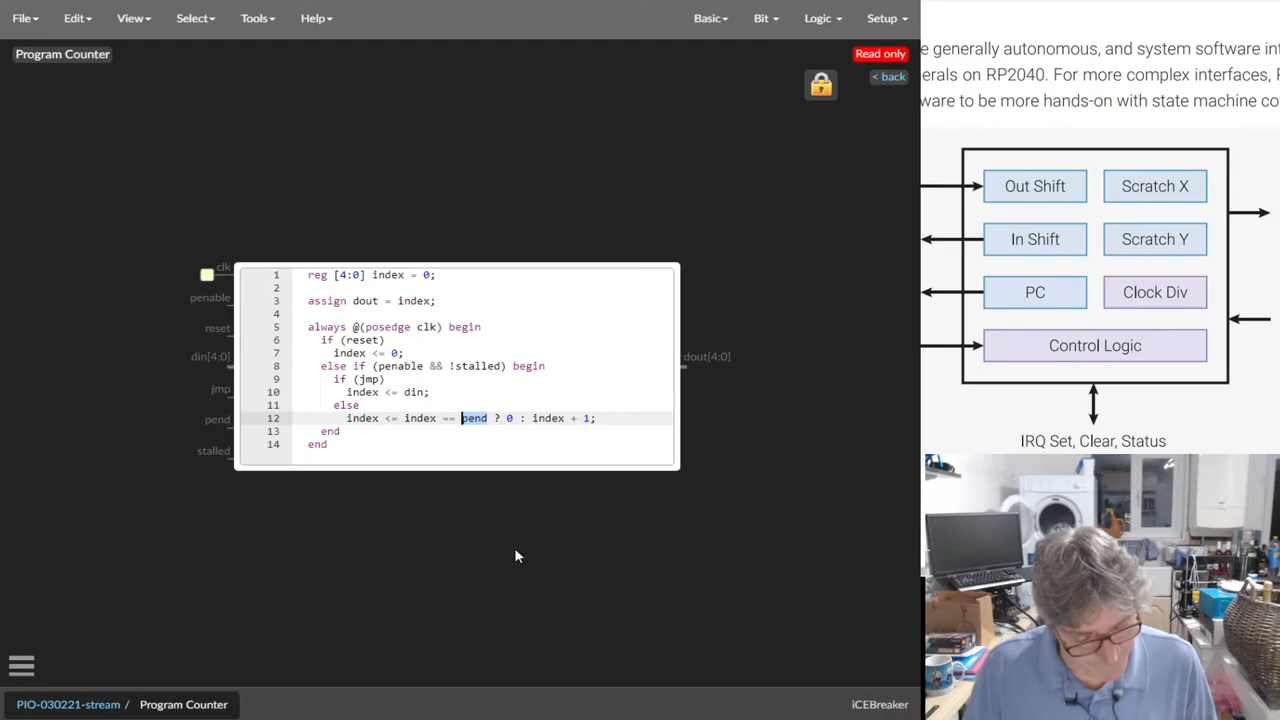 File Edit View Select Tools Help Basic Bit Logic Setup
Program Counter
Read only
< back
clk
penable
reset
din[4:0]
jmp
pend
stalled
1 reg [4:0] index = 0;
2
3 assign dout = index;
4
5 always @(posedge clk) begin
6 if (reset)
7 index <= 0;
8 else if (penable && !stalled) begin
9 if (jmp)
10 index <= din;
11 else
12 index <= index == pend ? 0 : index + 1;
13 end
14 end
dout[4:0]
PIO-030221-stream / Program Counter
iCEBreaker
e generally autonomous, and system software in
erals on RP2040. For more complex interfaces, P
ware to be more hands-on with state machine co
Out Shift Scratch X
In Shift Scratch Y
PC Clock Div
Control Logic
IRQ Set, Clear, Status